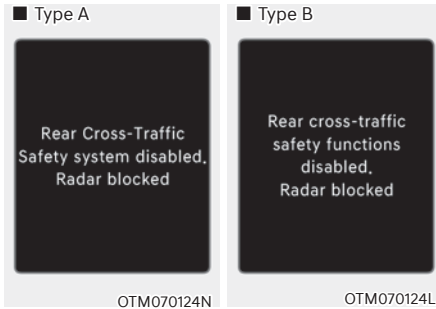 ■ Type A
Rear Cross-Traffic
Safety system disabled.
Radar blocked
OTM070124N
■ Type B
Rear cross-traffic
safety functions
disabled.
Radar blocked
OTM070124L